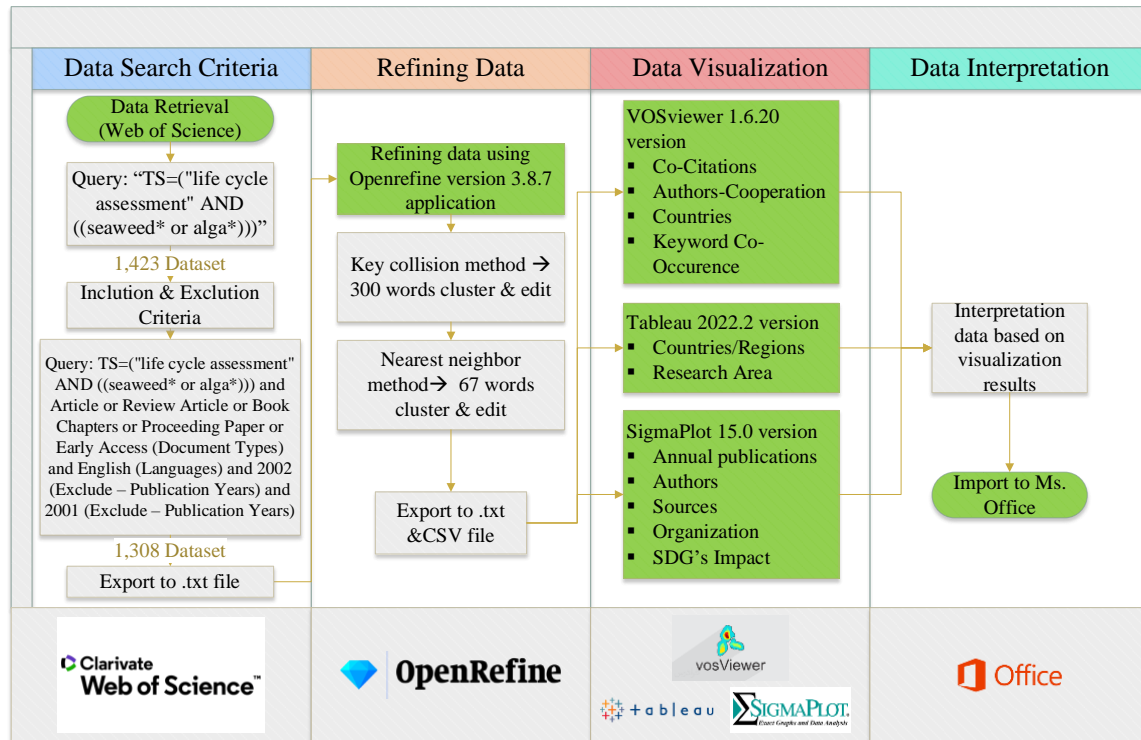 Data Search Criteria
Data Retrieval
(Web of Science)
Query: “TS=("life cycle
assessment" AND
((seaweed* or alga*)))”
1,423 Dataset
Inclution & Exclution
Criteria
Query: TS=("life cycle assessment"
AND ((seaweed* or alga*))) and
Article or Review Article or Book
Chapters or Proceeding Paper or
Early Access (Document Types)
and English (Languages) and 2002
(Exclude – Publication Years) and
2001 (Exclude – Publication Years)
1,308 Dataset
Export to .txt file
Refining Data
Refining data using
Openrefine version 3.8.7
application
Key collision method →
300 words cluster & edit
Nearest neighbor
method→ 67 words
cluster & edit
Export to .txt
&CSV file
Data Visualization
VOSviewer 1.6.20
version
▪ Co-Citations
▪ Authors-Cooperation
▪ Countries
▪ Keyword Co-
Occurence
Tableau 2022.2 version
▪ Countries/Regions
▪ Research Area
SigmaPlot 15.0 version
▪ Annual publications
▪ Authors
▪ Sources
▪ Organization
▪ SDG’s Impact
Data Interpretation
Interpretation
data based on
visualization
results
Import to Ms.
Office
Clarivate
Web of Science™
OpenRefine
vosViewer
+ableau
SIGMAPLOT®
Exact Graphs and Data Analysis
Office